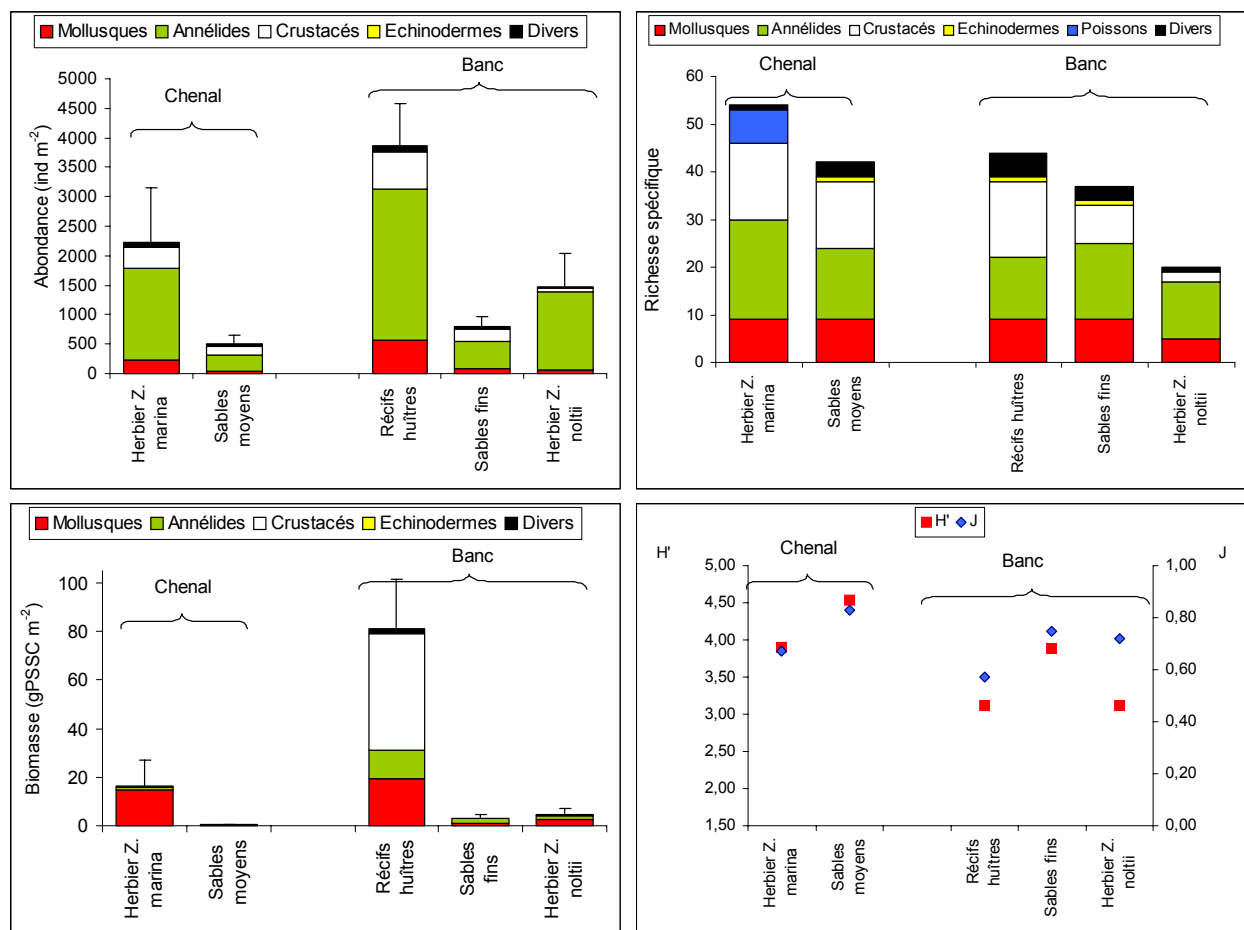 Mollusques Annélides Crustacés Echinodermes Divers
Chenal
Banc
Abondance (ind m-2)
5000
4500
4000
3500
3000
2500
2000
1500
1000
500
0
Herbier Z.
marina
Sables
moyens
Récifs
huîtres
Sables fins
Herbier Z.
noltii
Mollusques Annélides Crustacés Echinodermes Poissons Divers
Chenal
Banc
Richesse spécifique
60
50
40
30
20
10
0
Herbier Z.
marina
Sables
moyens
Récifs huîtres
Sables fins
Herbier Z.
noltii
Mollusques Annélides Crustacés Echinodermes Divers
Chenal
Banc
Biomasse (gPSSC m-2)
100
80
60
40
20
0
Herbier Z.
marina
Sables
moyens
Récifs
huîtres
Sables
fins
Herbier Z.
noltii
H' J
H'
J
Chenal
Banc
5,00
4,50
4,00
3,50
3,00
2,50
2,00
1,50
1,00
0,80
0,60
0,40
0,20
0,00
Herbier Z.
marina
Sables
moyens
Récifs
huîtres
Sables fins
Herbier Z.
noltii